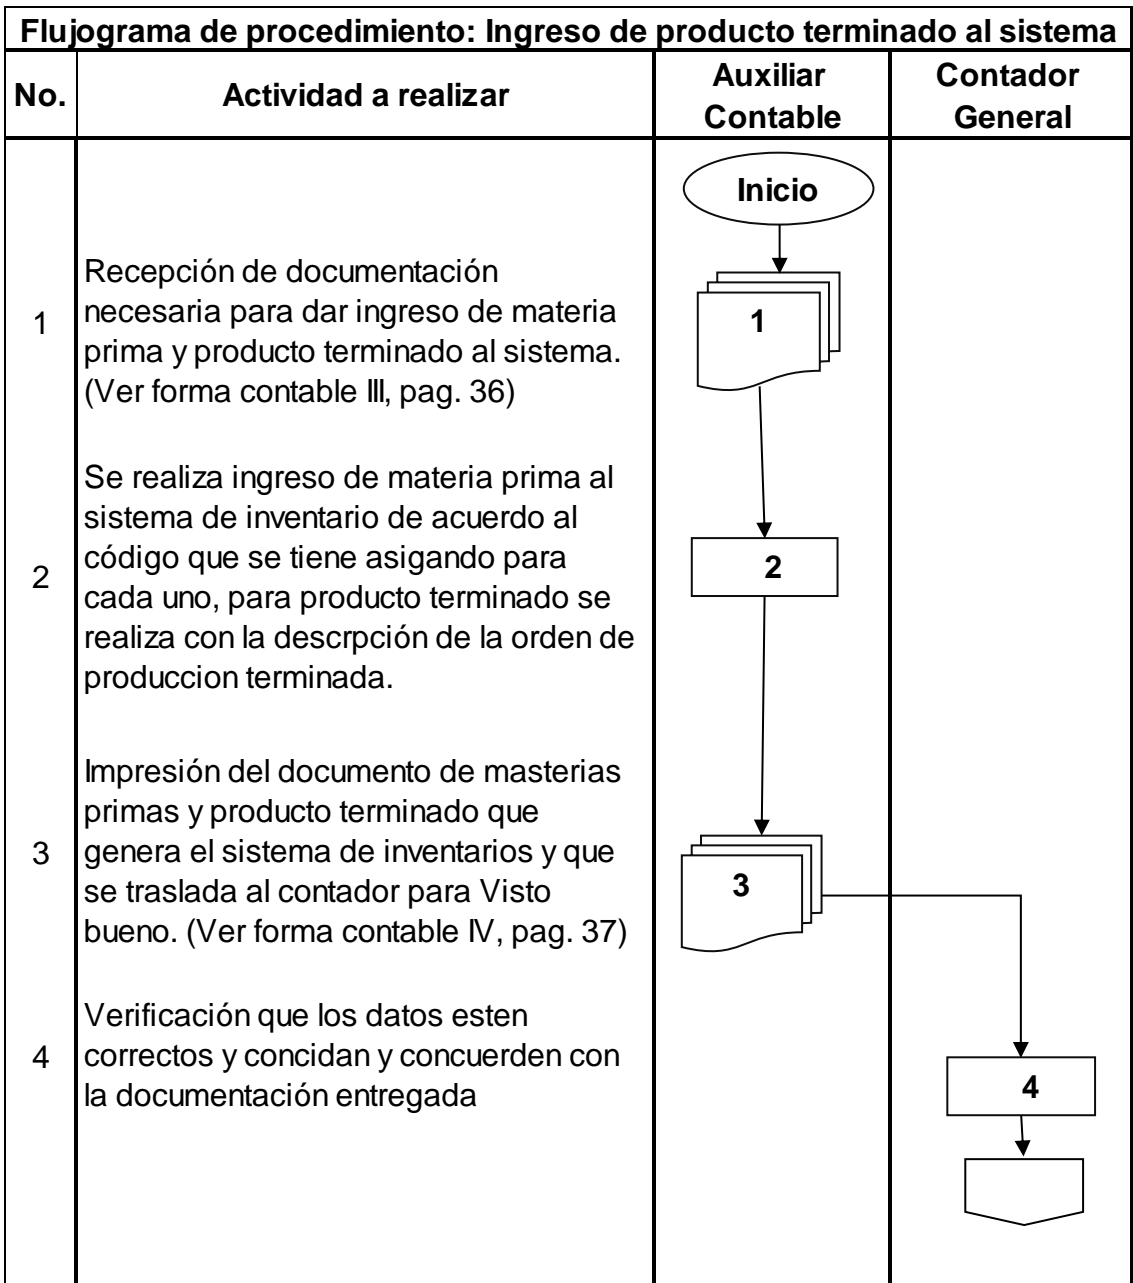 Flujograma de procedimiento: Ingreso de producto terminado al sistema
No.
Actividad a realizar
Auxiliar
Contable
Contador
General
Inicio
1
Recepción de documentación
necesaria para dar ingreso de materia
prima y producto terminado al sistema.
(Ver forma contable III, pag. 36)
1
2
Se realiza ingreso de materia prima al
sistema de inventario de acuerdo al
código que se tiene asigando para
cada uno, para producto terminado se
realiza con la descrpción de la orden de
produccion terminada.
2
3
Impresión del documento de masterias
primas y producto terminado que
genera el sistema de inventarios y que
se traslada al contador para Visto
bueno. (Ver forma contable IV, pag. 37)
3
4
Verificación que los datos esten
correctos y concidan y concuerden con
la documentación entregada
4